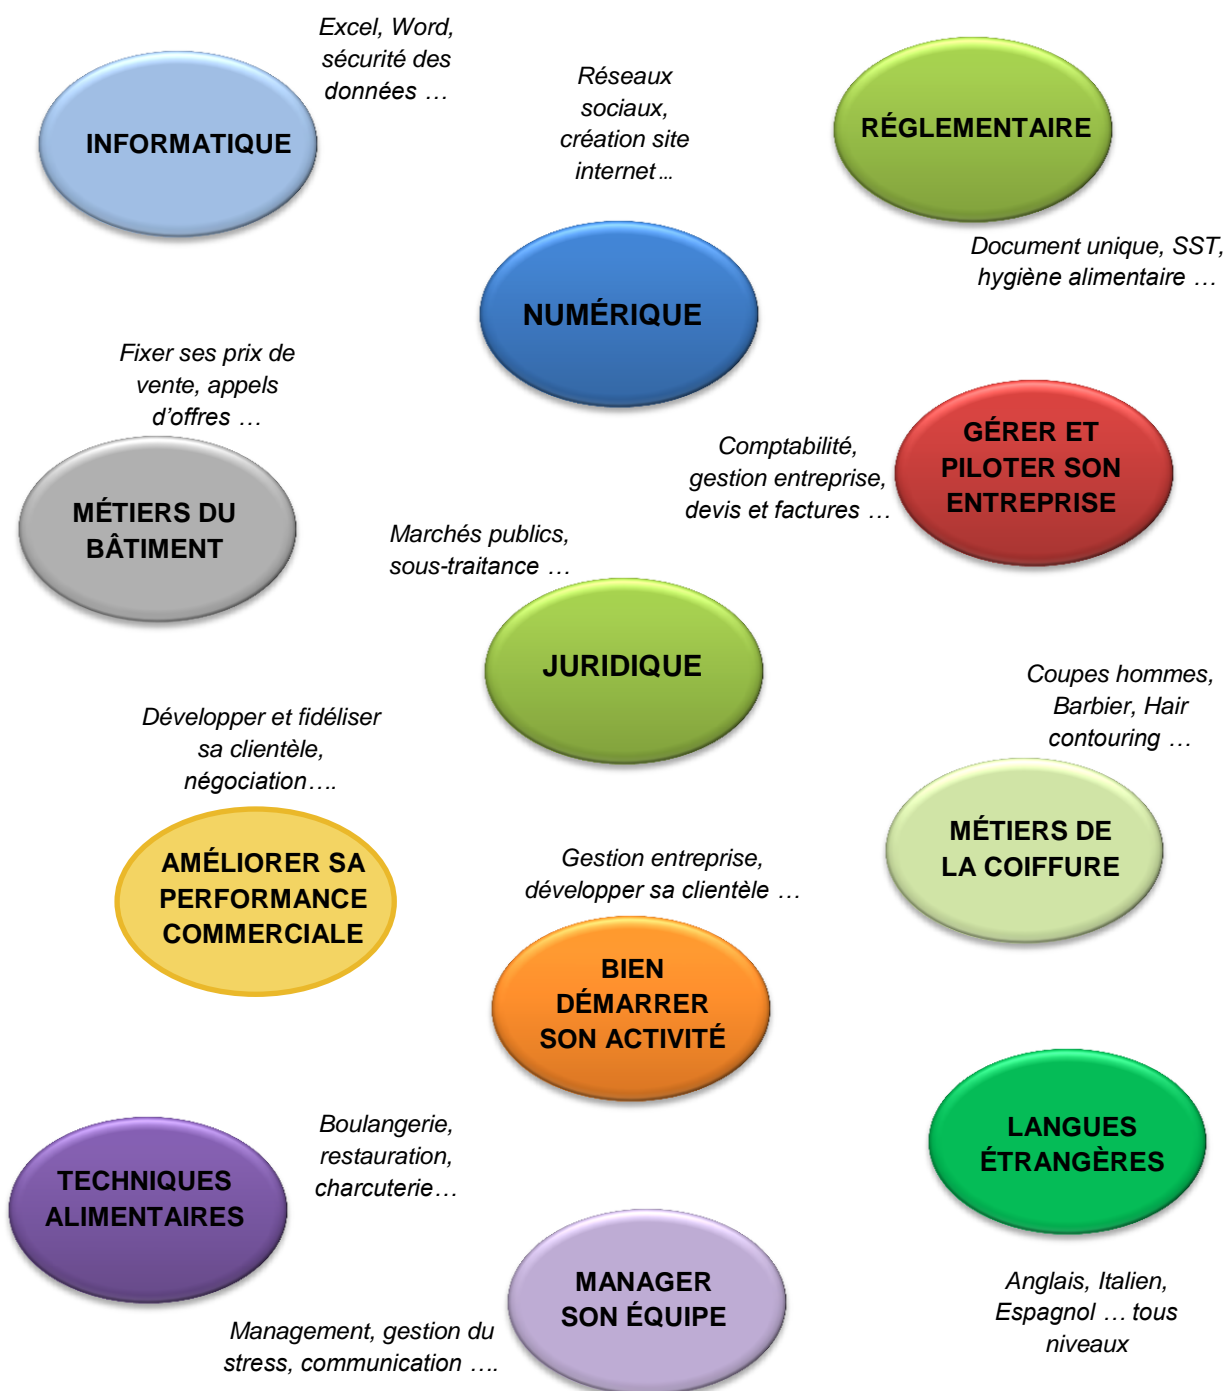 Excel, Word,
sécurité des
données …
INFORMATIQUE
Réseaux
sociaux,
création site
internet…
RÉGLEMENTAIRE
Document unique, SST,
hygiène alimentaire …
NUMÉRIQUE
Fixer ses prix de
vente, appels
d’offres …
MÉTIERS DU
BÂTIMENT
Comptabilité,
gestion entreprise,
devis et factures …
GÉRER ET
PILOTER SON
ENTREPRISE
Marchés publics,
sous-traitance …
JURIDIQUE
Coupes hommes,
Barbier, Hair
contouring …
MÉTIERS DE
LA COIFFURE
Développer et fidéliser
sa clientèle,
négociation….
AMÉLIORER SA
PERFORMANCE
COMMERCIALE
Gestion entreprise,
développer sa clientèle …
BIEN
DÉMARRER
SON ACTIVITÉ
LANGUES
ÉTRANGÈRES
Anglais, Italien,
Espagnol … tous
niveaux
Boulangerie,
restauration,
charcuterie…
TECHNIQUES
ALIMENTAIRES
MANAGER
SON ÉQUIPE
Management, gestion du
stress, communication ….